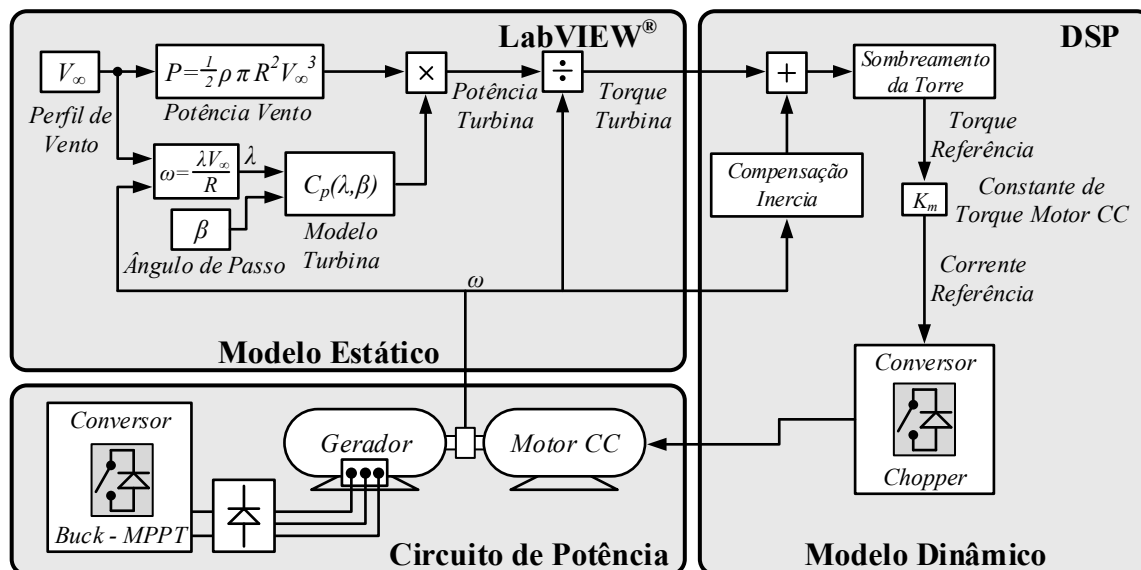 LabVIEW®
V∞
Perfil de
Vento
P=½ρπR²V∞³
Potência Vento
×
Potência
Turbina
÷
Torque
Turbina
ω=λV∞/R
λ
Cp(λ,β)
Modelo
Turbina
β
Ângulo de Passo
ω
Modelo Estático
DSP
+
Sombreamento
da Torre
Torque
Referência
Compensação
Inercia
Km
Constante de
Torque Motor CC
Corrente
Referência
Conversor
Chopper
Modelo Dinâmico
Conversor
Buck - MPPT
Gerador
Motor CC
Circuito de Potência